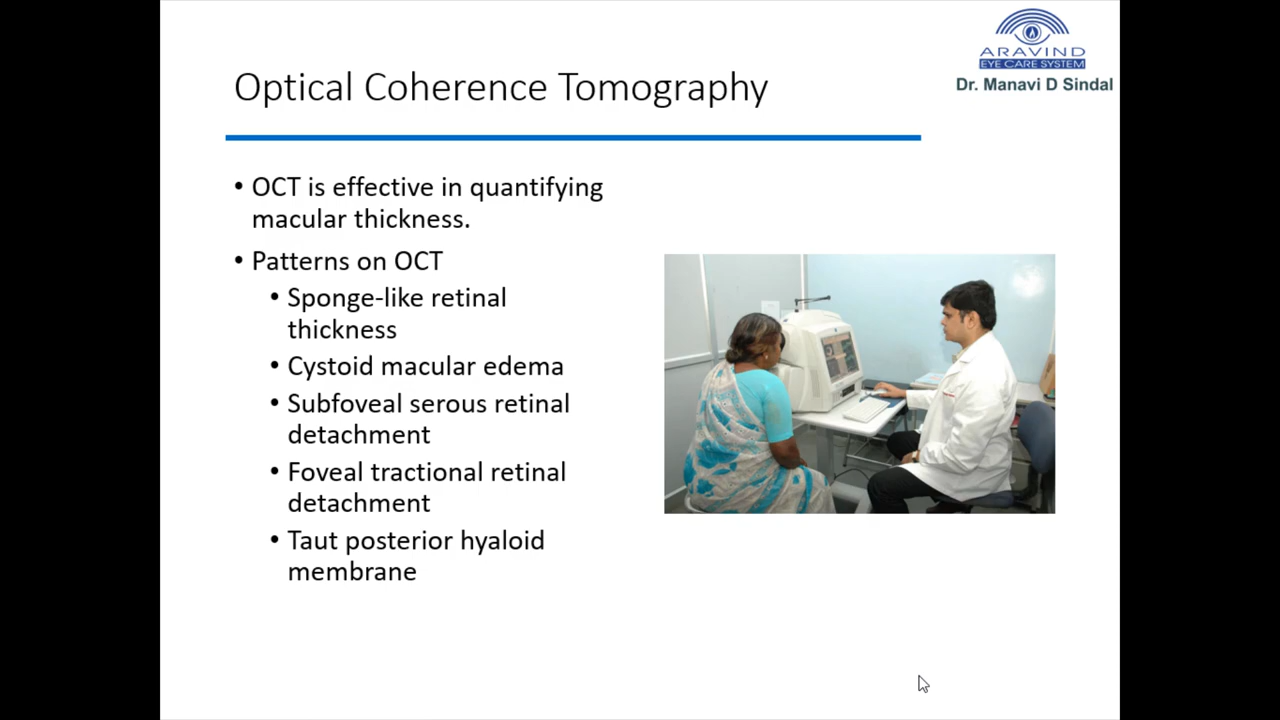 ARAVIND
EYE CARE SYSTEM
Dr. Manavi D Sindal
Optical Coherence Tomography
• OCT is effective in quantifying
macular thickness.
• Patterns on OCT
• Sponge-like retinal
thickness
• Cystoid macular edema
• Subfoveal serous retinal
detachment
• Foveal tractional retinal
detachment
• Taut posterior hyaloid
membrane